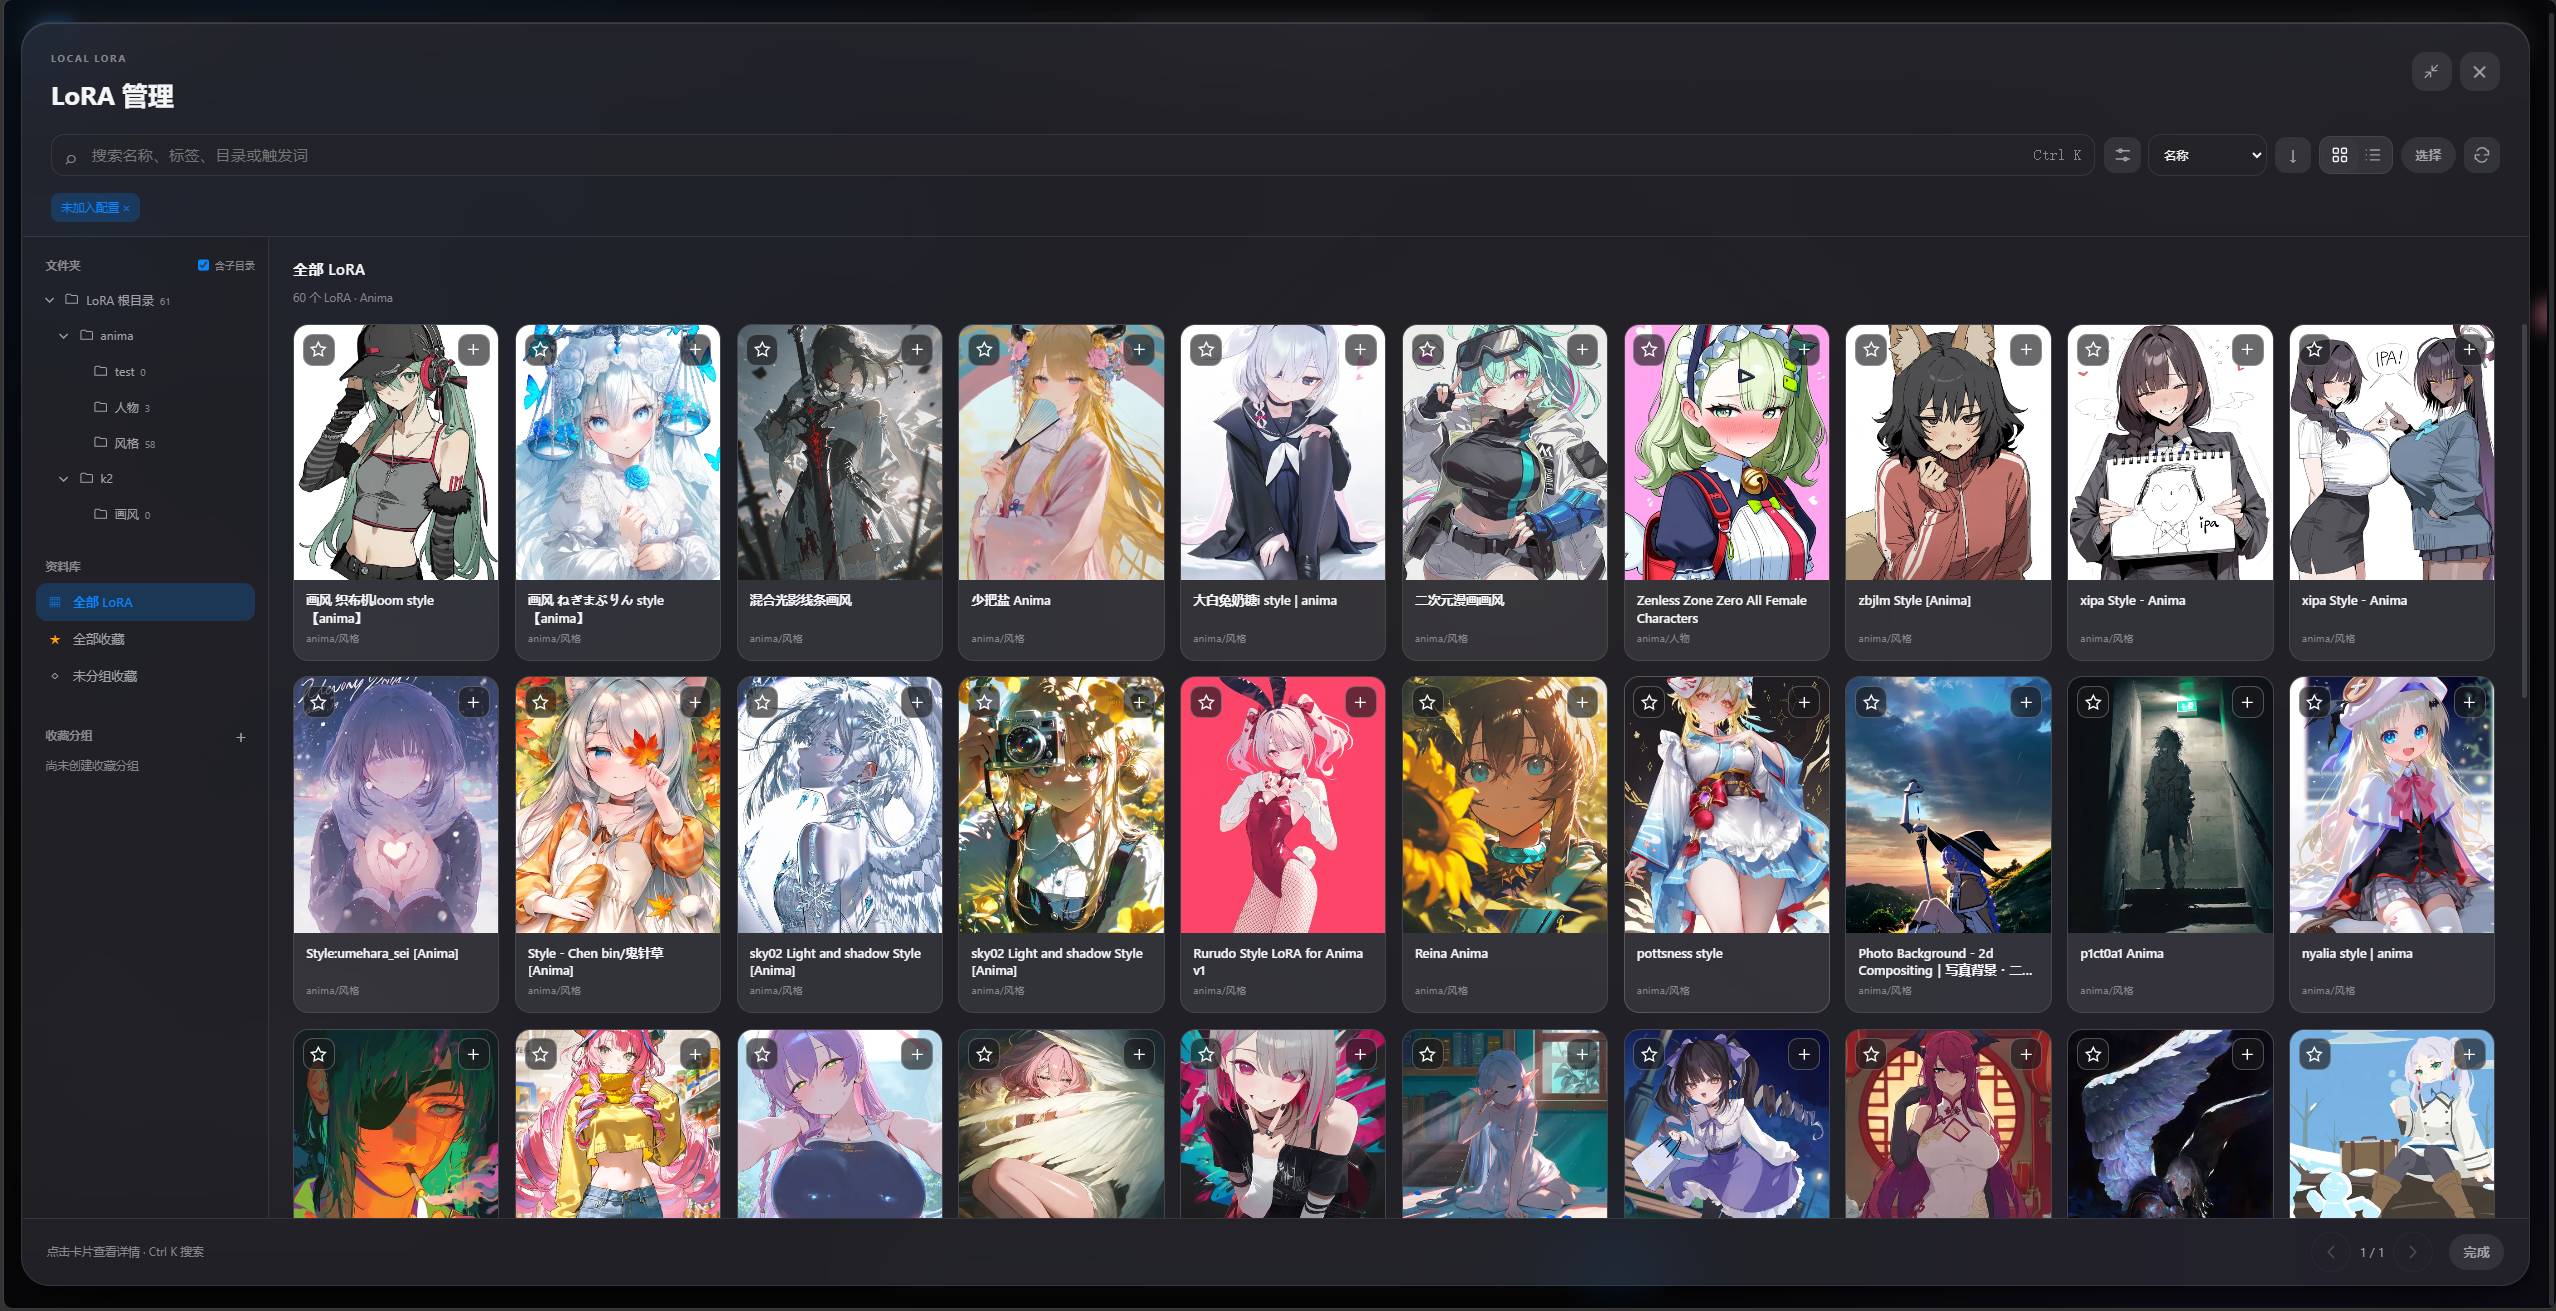 LOCAL LORA
LoRA 管理
搜索名称、标签、目录或触发词
Ctrl K
名称
选择
未加入配置 ×
文件夹
含子目录
LoRA 根目录 61
anima
test 0
人物 3
风格 58
k2
画风 0
资料库
全部 LoRA
全部收藏
未分组收藏
收藏分组
尚未创建收藏分组
全部 LoRA
60 个 LoRA · Anima
IPA!
ipa
画风 织布机loom style
【anima】
anima/风格
画风 ねぎまぷりん style
【anima】
anima/风格
混合光影线条画风
anima/风格
少把盐 Anima
anima/风格
大白兔奶糖i style | anima
anima/风格
二次元漫画画风
anima/风格
Zenless Zone Zero All Female
Characters
anima/人物
zbjlm Style [Anima]
anima/风格
xipa Style - Anima
anima/风格
xipa Style - Anima
anima/风格
Style:umehara_sei [Anima]
anima/风格
Style - Chen bin/鬼针草
[Anima]
anima/风格
sky02 Light and shadow Style
[Anima]
anima/风格
sky02 Light and shadow Style
[Anima]
anima/风格
Rurudo Style LoRA for Anima
v1
anima/风格
Reina Anima
anima/风格
pottsness style
anima/风格
Photo Background - 2d
Compositing | 写真背景・二...
anima/风格
p1ct0a1 Anima
anima/风格
nyalia style | anima
anima/风格
点击卡片查看详情 · Ctrl K 搜索
1 / 1
完成